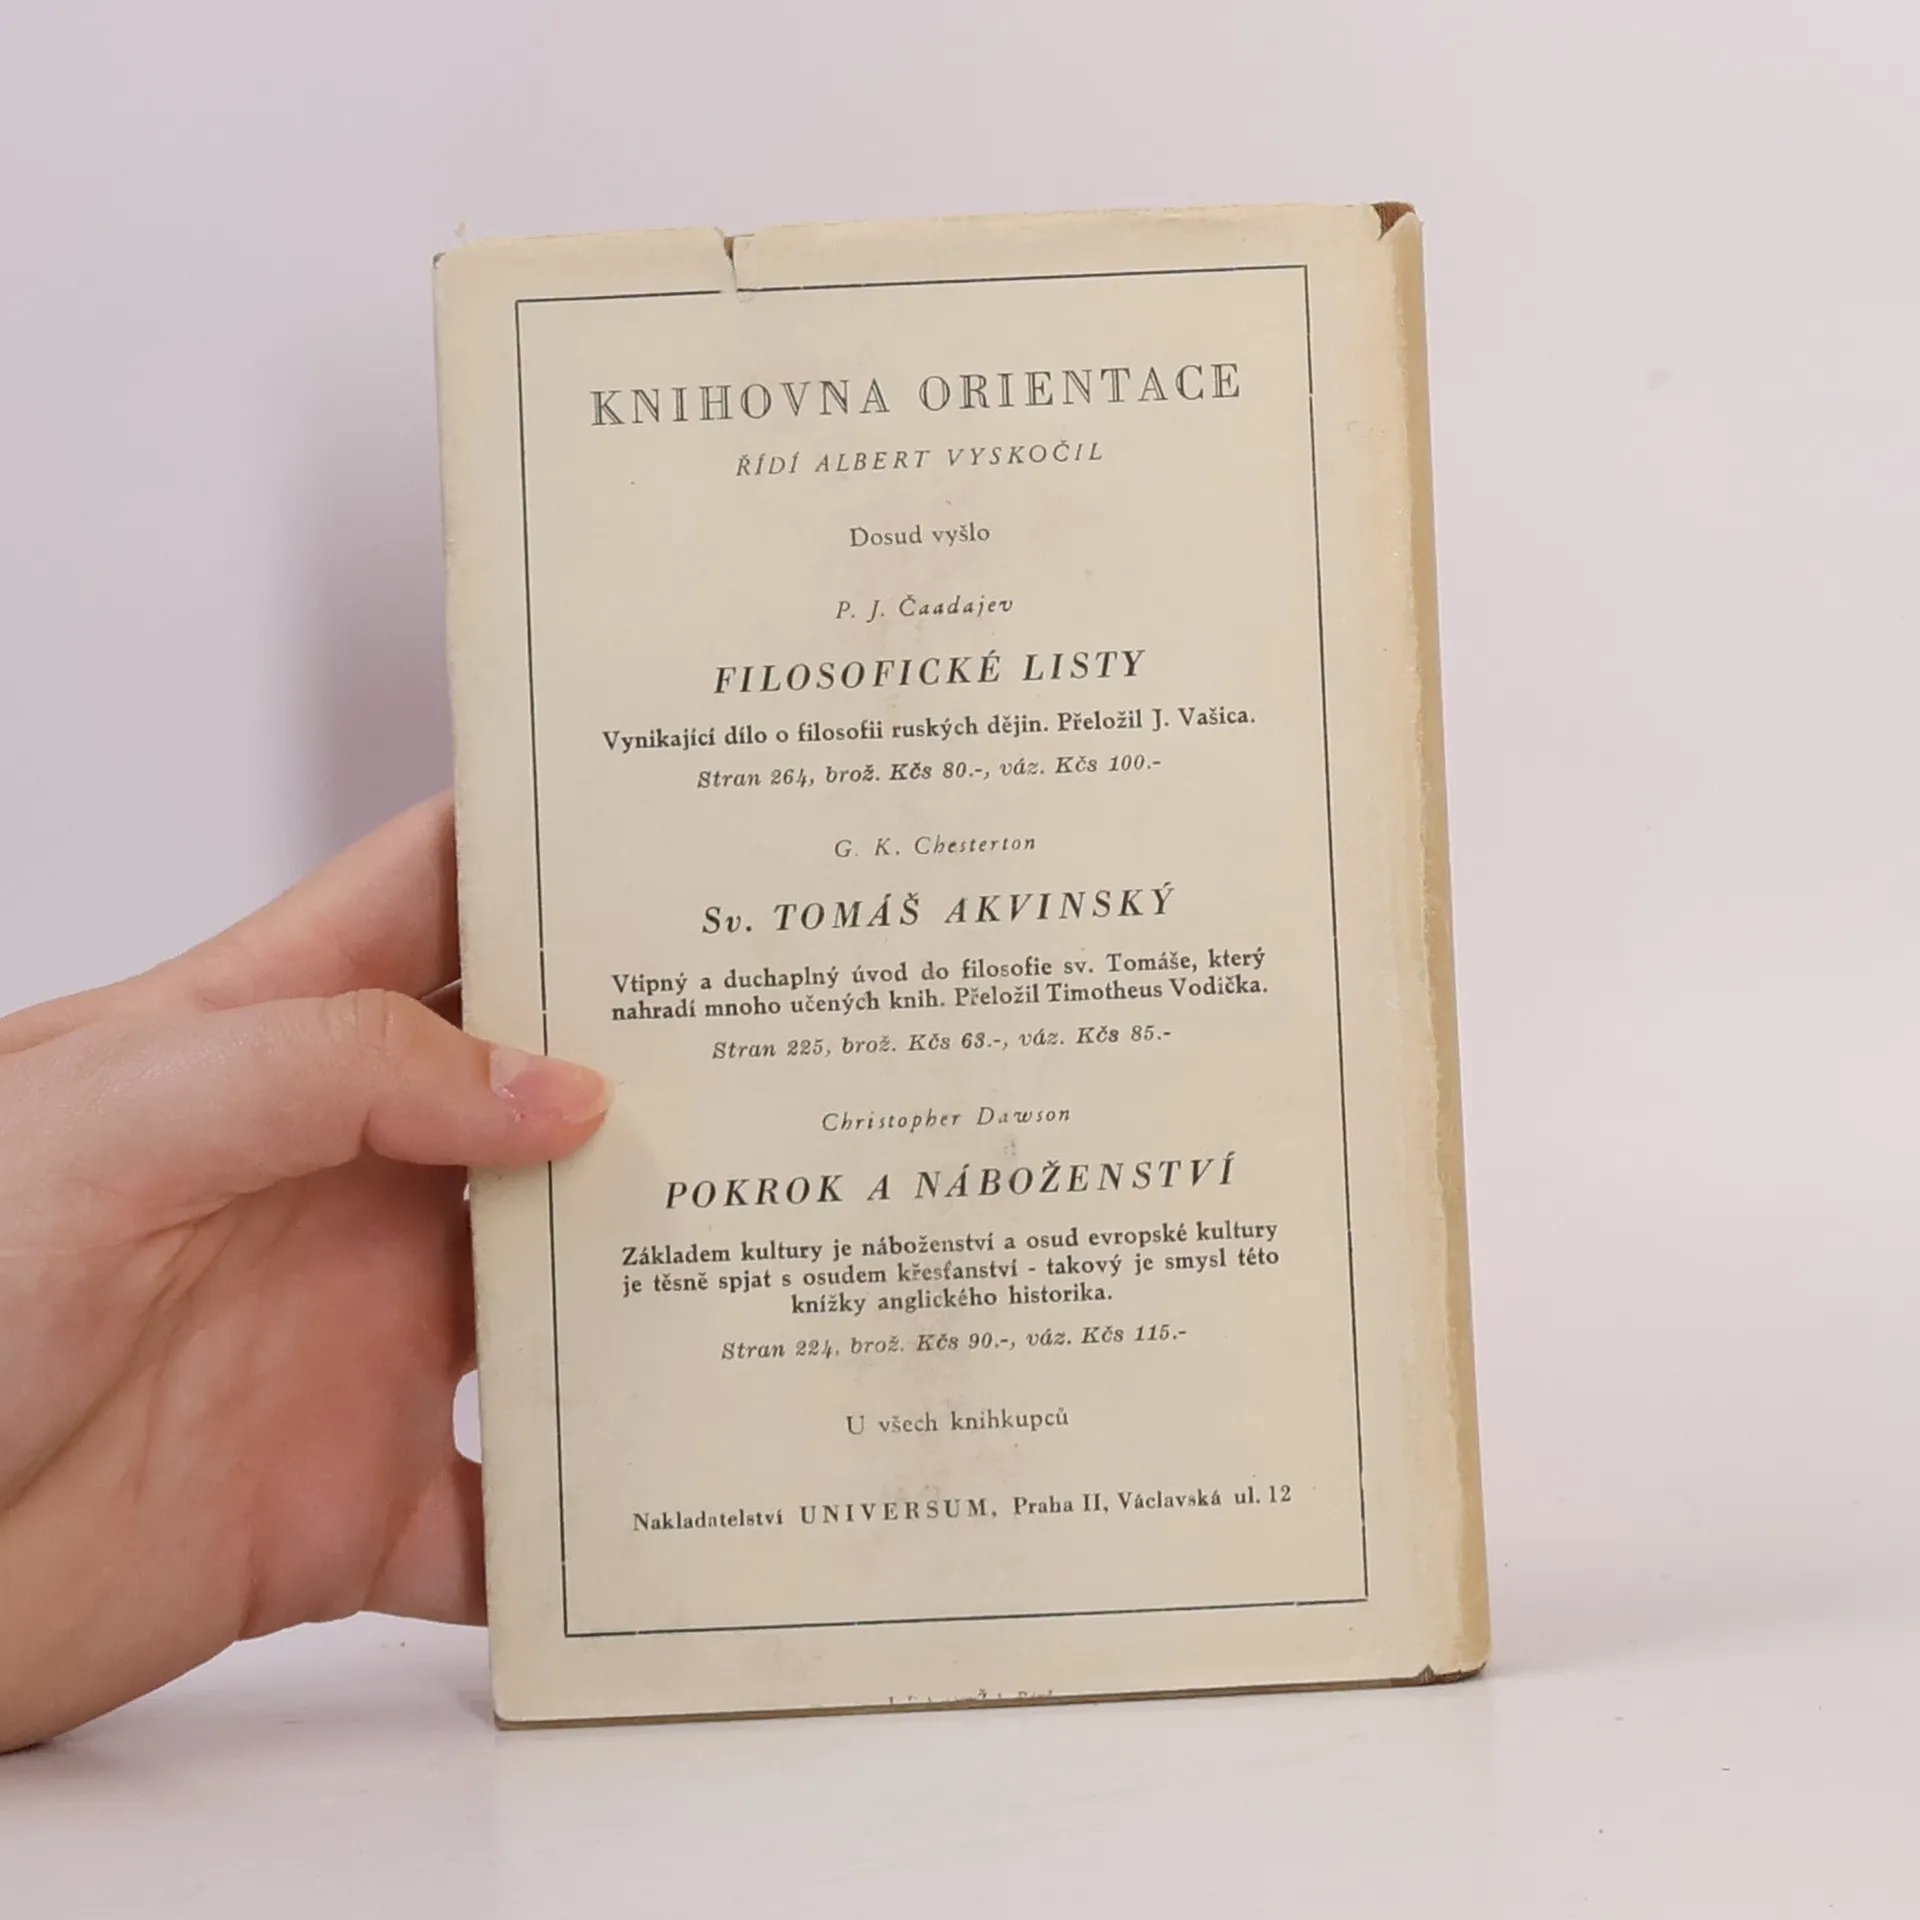 KNIHOVNA ORIENTACE
ŘÍDÍ ALBERT VYSKOČIL
Dosud vyšlo
P. J. Čaadajev
FILOSOFICKÉ LISTY
Vynikající dílo o filosofii ruských dějin. Přeložil J. Vašica.
Stran 264, brož. Kčs 80.-, váz. Kčs 100.-
G. K. Chesterton
Sv. TOMÁŠ AKVINSKÝ
Vtipný a duchaplný úvod do filosofie sv. Tomáše, který
nahradí mnoho učených knih. Přeložil Timotheus Vodička.
Stran 225, brož. Kčs 63.-, váz. Kčs 85.-
Christopher Dawson
POKROK A NÁBOŽENSTVÍ
Základem kultury je náboženství a osud evropské kultury
je těsně spjat s osudem křesťanství - takový je smysl této
knížky anglického historika.
Stran 224, brož. Kčs 90.-, váz. Kčs 115.-
U všech knihkupců
Nakladatelství UNIVERSUM, Praha II, Václavská ul. 12